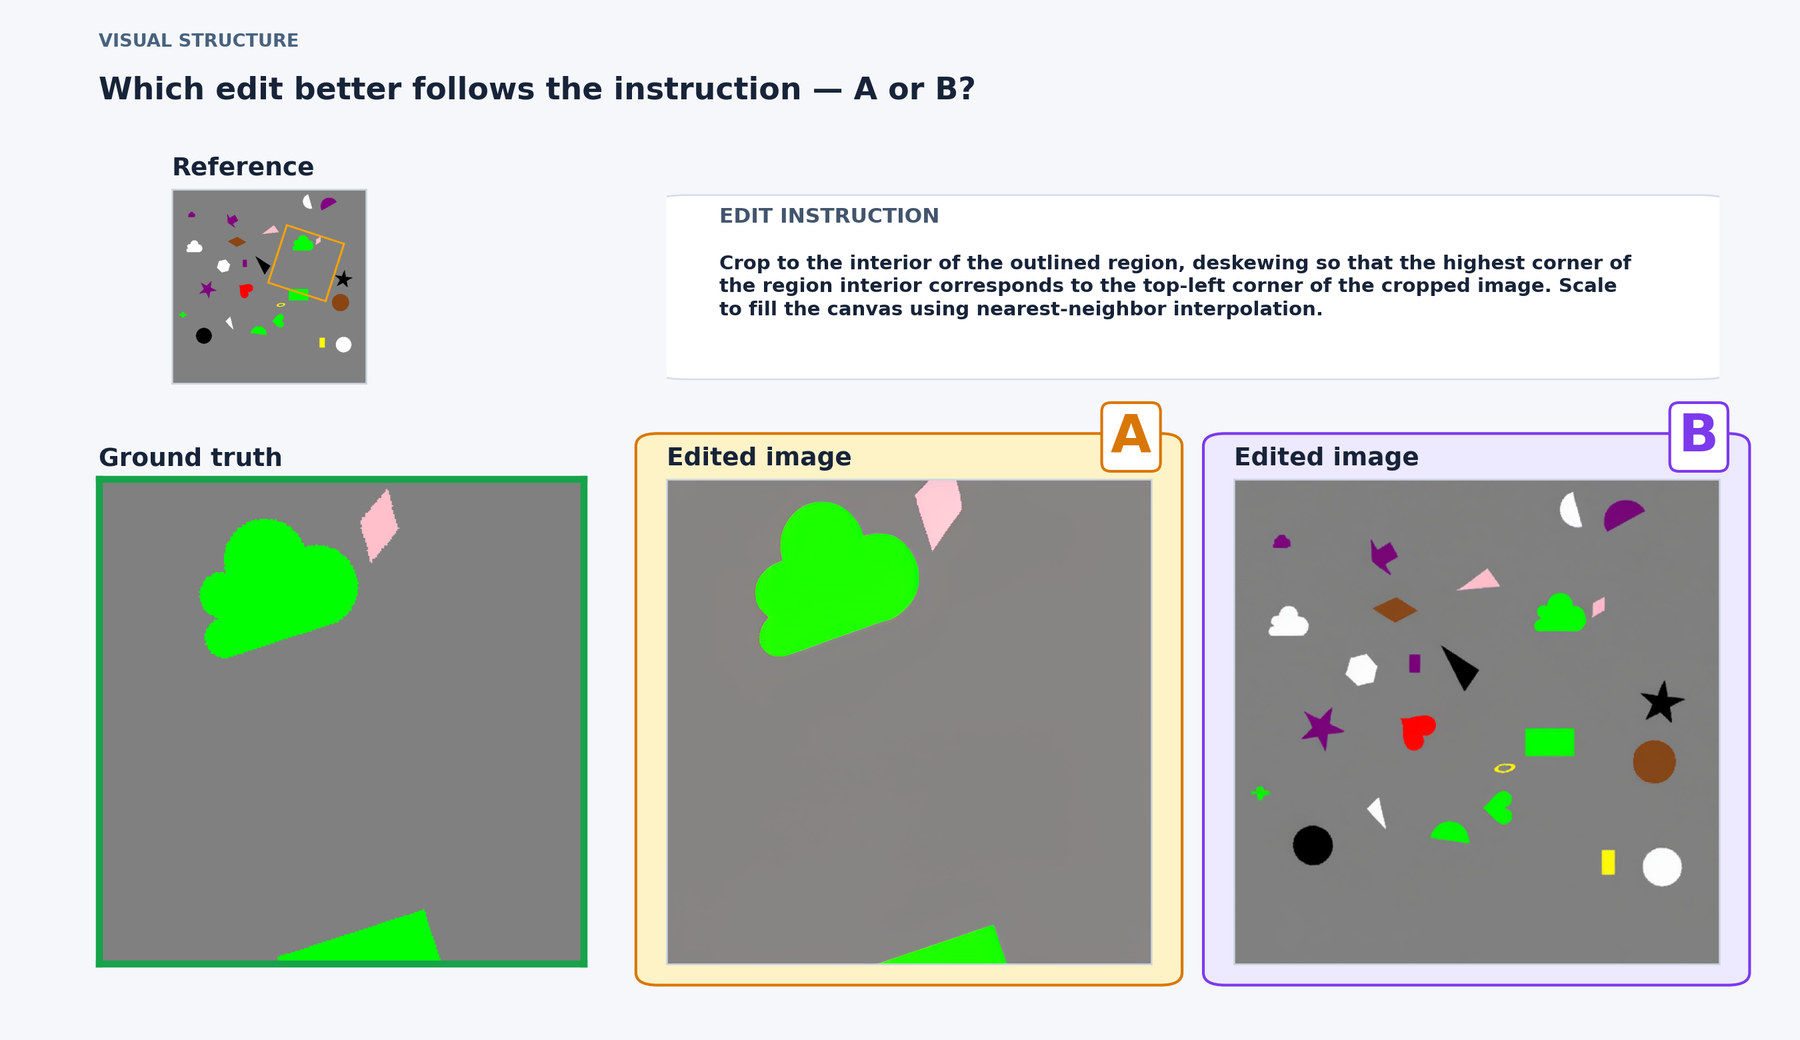 VISUAL STRUCTURE
Which edit better follows the instruction — A or B?
Reference
EDIT INSTRUCTION
Crop to the interior of the outlined region, deskewing so that the highest corner of
the region interior corresponds to the top-left corner of the cropped image. Scale
to fill the canvas using nearest-neighbor interpolation.
Ground truth
Edited image
A
Edited image
B